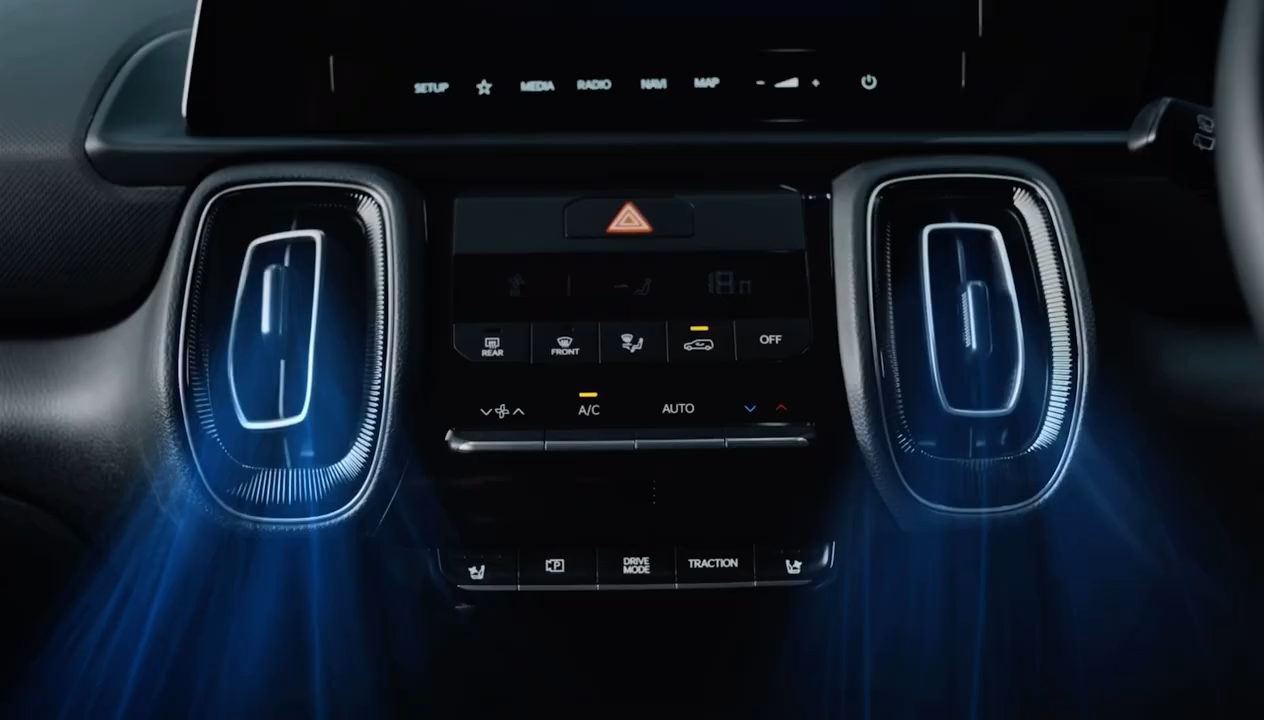 SETUP MEDIA RADIO NAVI MAP - +
REAR FRONT OFF
A/C AUTO
P DRIVE MODE TRACTION